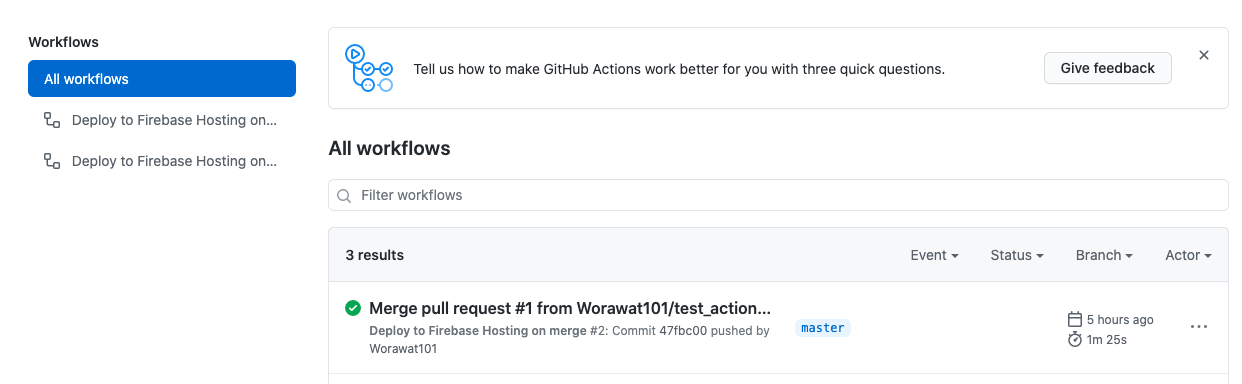 Workflows
All workflows
Deploy to Firebase Hosting on...
Deploy to Firebase Hosting on...
Tell us how to make GitHub Actions work better for you with three quick questions.
Give feedback
All workflows
Filter workflows
3 results
Event
Status
Branch
Actor
Merge pull request #1 from Worawat101/test_action...
Deploy to Firebase Hosting on merge #2: Commit 47fbc00 pushed by
Worawat101
master
5 hours ago
1m 25s